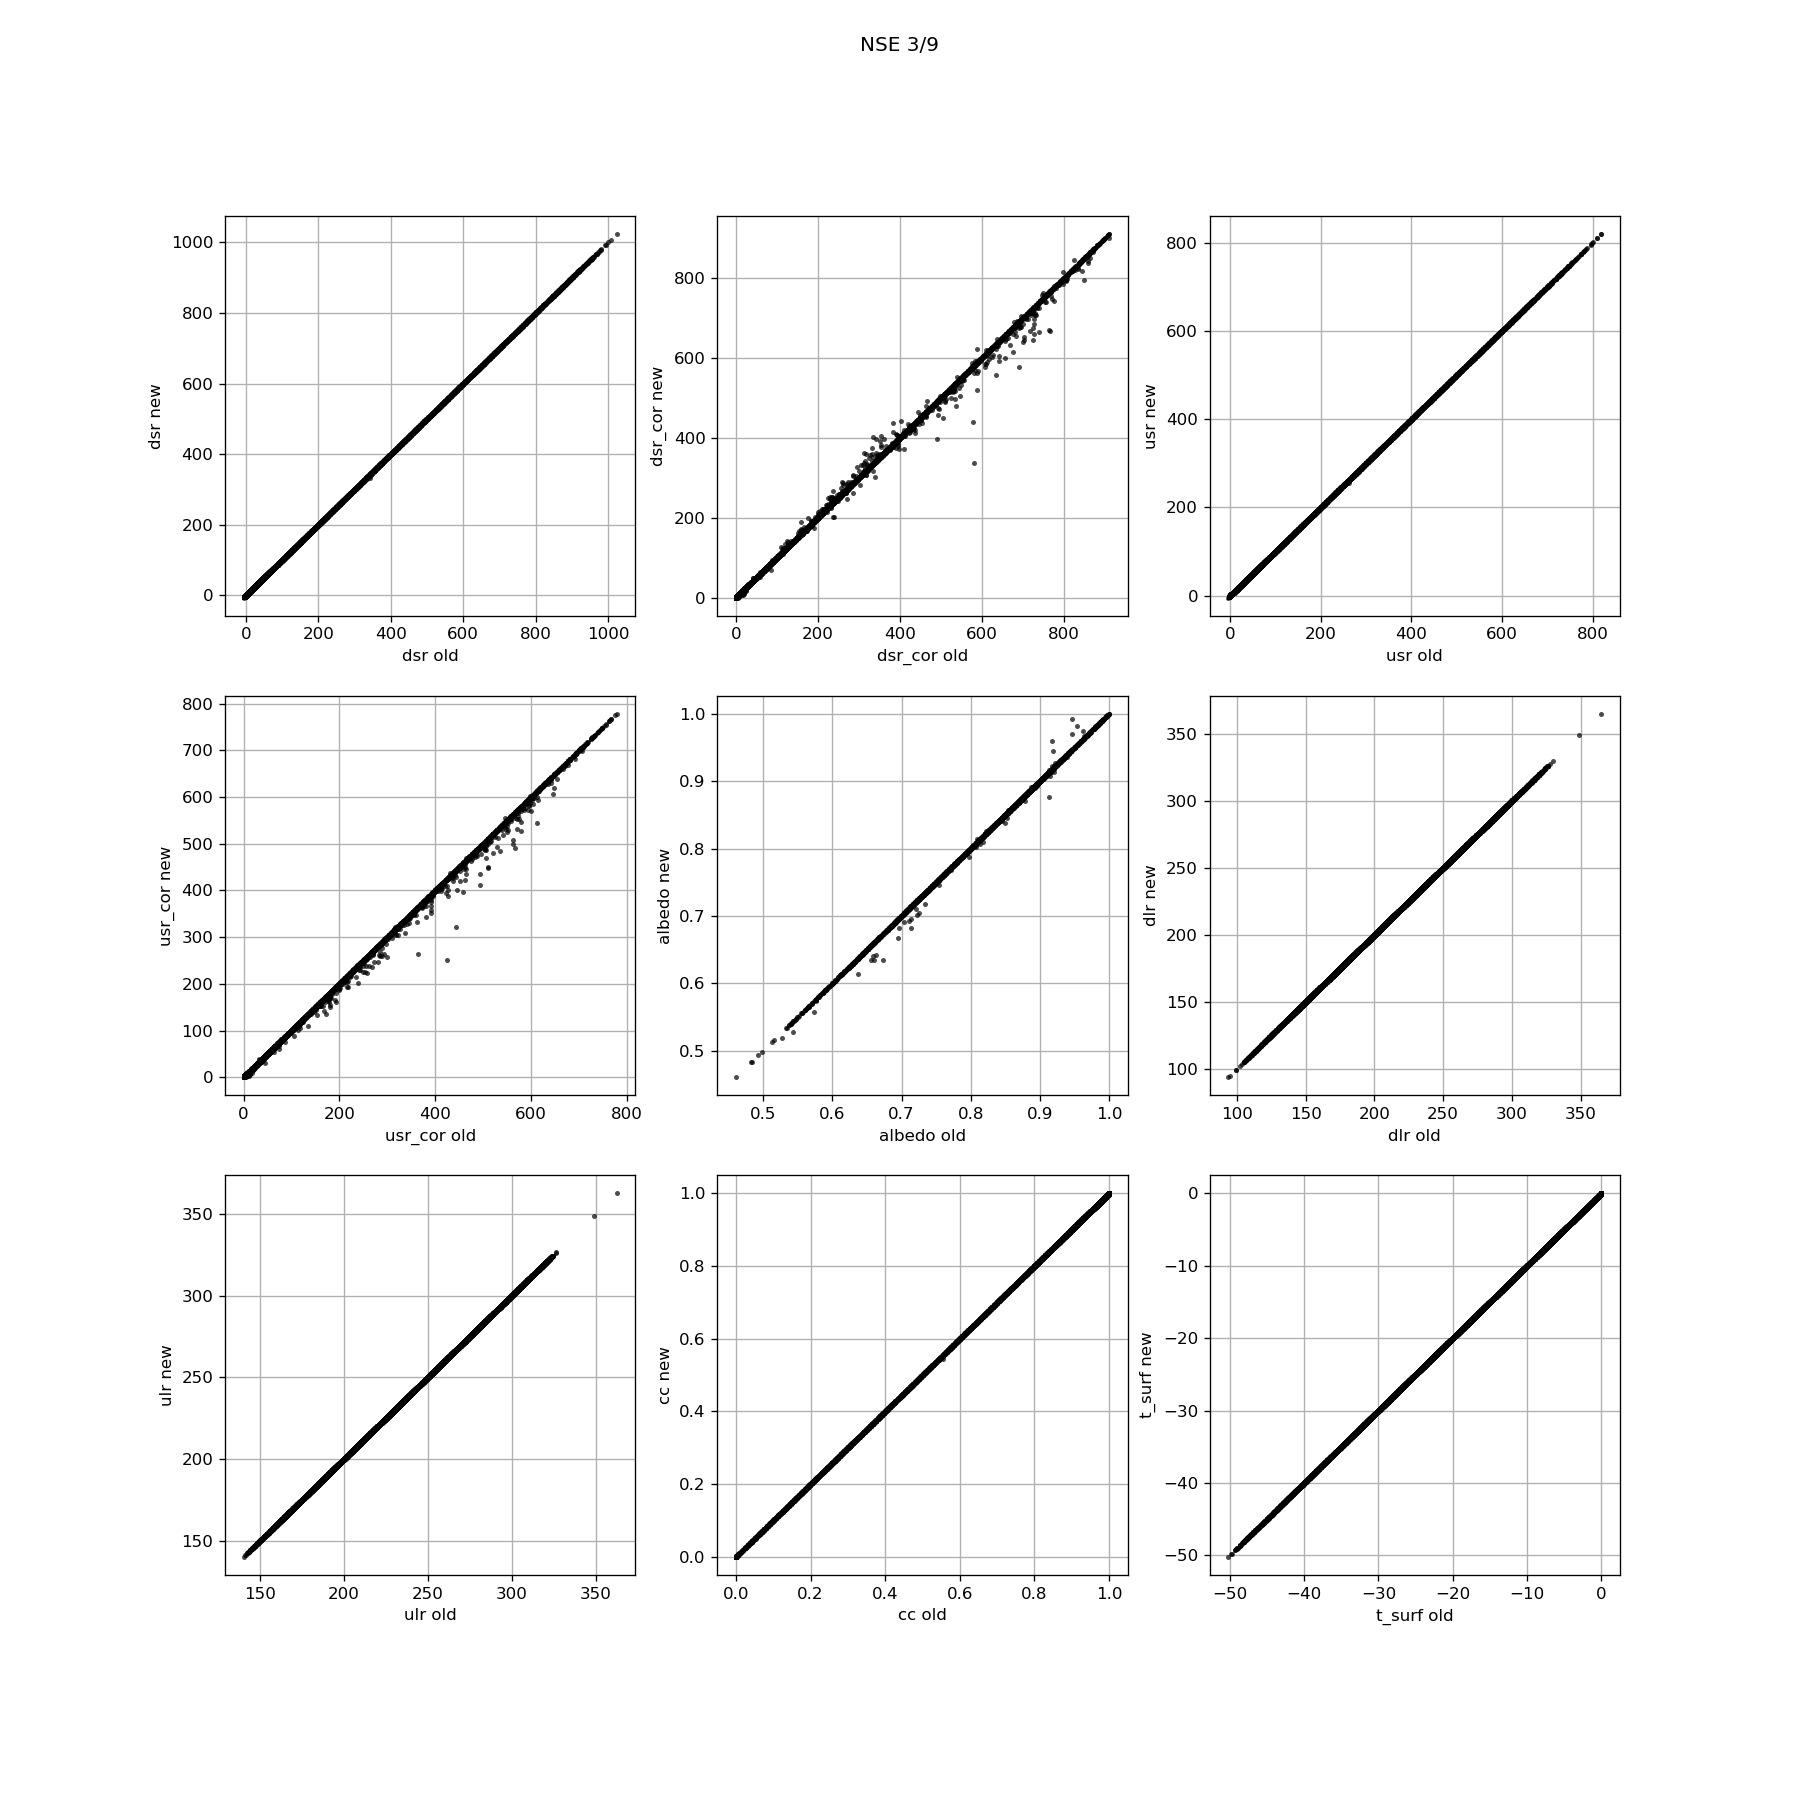 NSE 3/9
dsr new
1000
800
600
400
200
0
0 200 400 600 800 1000
dsr old
dsr_cor new
800
600
400
200
0
0 200 400 600 800
dsr_cor old
usr new
800
600
400
200
0
0 200 400 600 800
usr old
usr_cor new
800
700
600
500
400
300
200
100
0
0 200 400 600 800
usr_cor old
albedo new
1.0
0.9
0.8
0.7
0.6
0.5
0.5 0.6 0.7 0.8 0.9 1.0
albedo old
dlr new
350
300
250
200
150
100
100 150 200 250 300 350
dlr old
ulr new
350
300
250
200
150
150 200 250 300 350
ulr old
cc new
1.0
0.8
0.6
0.4
0.2
0.0
0.0 0.2 0.4 0.6 0.8 1.0
cc old
t_surf new
0
−10
−20
−30
−40
−50
−50 −40 −30 −20 −10 0
t_surf old